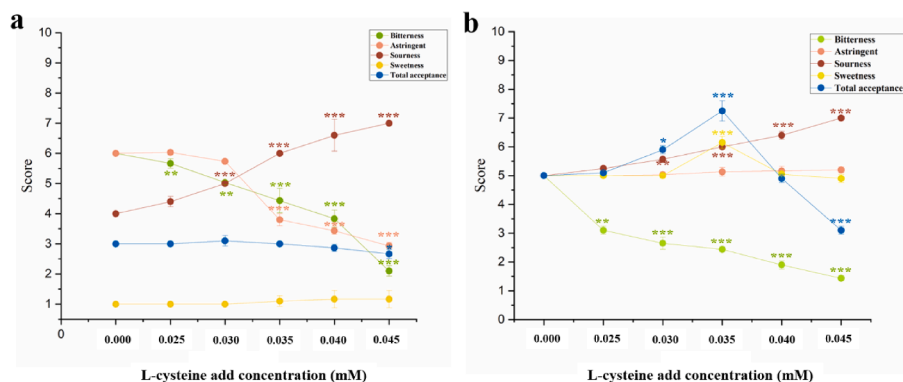 a
10
9
8
7
6
5
4
3
2
1
0
Score
Bitterness
Astringent
Sourness
Sweetness
Total acceptance
**
***
**
***
***
***
***
***
***
***
***
***
*
0.000 0.025 0.030 0.035 0.040 0.045
L-cysteine add concentration (mM)
b
10
9
8
7
6
5
4
3
2
1
0
Score
Bitterness
Astringent
Sourness
Sweetness
Total acceptance
**
*
**
***
***
***
***
***
***
***
***
***
***
0.000 0.025 0.030 0.035 0.040 0.045
L-cysteine add concentration (mM)